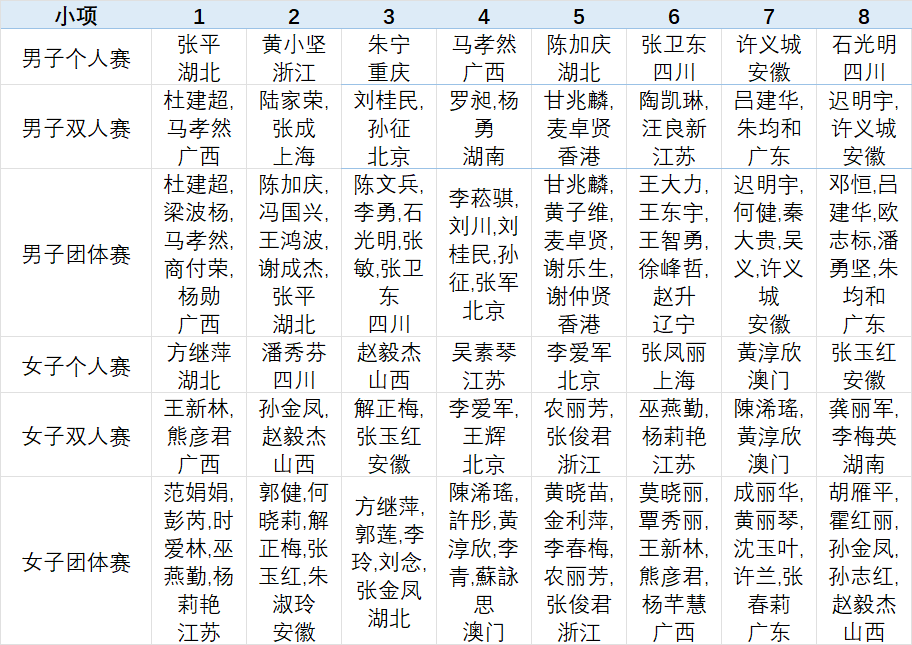 小项
1
2
3
4
5
6
7
8
男子个人赛
张平
湖北
黄小坚
浙江
朱宁
重庆
马孝然
广西
陈加庆
湖北
张卫东
四川
许义城
安徽
石光明
四川
男子双人赛
杜建超,
马孝然
广西
陆家荣,
张成
上海
刘桂民,
孙征
北京
罗昶,杨
勇
湖南
甘兆麟,
麦卓贤
香港
陶凯琳,
汪良新
江苏
吕建华,
朱均和
广东
迟明宇,
许义城
安徽
男子团体赛
杜建超,
梁波杨,
马孝然,
商付荣,
杨勋
广西
陈加庆,
冯国兴,
王鸿波,
谢成杰,
张平
湖北
陈文兵,
李勇,石
光明,张
敏,张卫
东
四川
李菘骐,
刘川,刘
桂民,孙
征,张军
北京
甘兆麟,
黄子维,
麦卓贤,
谢乐生,
谢仲贤
香港
王大力,
王东宇,
王智勇,
徐峰哲,
赵升
辽宁
迟明宇,
何健,秦
大贵,吴
义,许义
城
安徽
邓恒,吕
建华,欧
志标,潘
勇坚,朱
均和
广东
女子个人赛
方继萍
湖北
潘秀芬
四川
赵毅杰
山西
吴素琴
江苏
李爱军
北京
张凤丽
上海
黃淳欣
澳门
张玉红
安徽
女子双人赛
王新林,
熊彦君
广西
孙金凤,
赵毅杰
山西
解正梅,
张玉红
安徽
李爱军,
王辉
北京
农丽芳,
张俊君
浙江
巫燕勤,
杨莉艳
江苏
陳浠瑤,
黃淳欣
澳门
龚丽军,
李梅英
湖南
女子团体赛
范娟娟,
彭芮,时
爱林,巫
燕勤,杨
莉艳
江苏
郭健,何
晓莉,解
正梅,张
玉红,朱
淑玲
安徽
方继萍,
郭莲,李
玲,刘念,
张金凤
湖北
陳浠瑤,
許彤,黃
淳欣,李
青,蘇詠
思
澳门
黄晓苗,
金利萍,
李春梅,
农丽芳,
张俊君
浙江
莫晓丽,
覃秀丽,
王新林,
熊彦君,
杨芊慧
广西
成丽华,
黄丽琴,
沈玉叶,
许兰,张
春莉
广东
胡雁平,
霍红丽,
孙金凤,
孙志红,
赵毅杰
山西